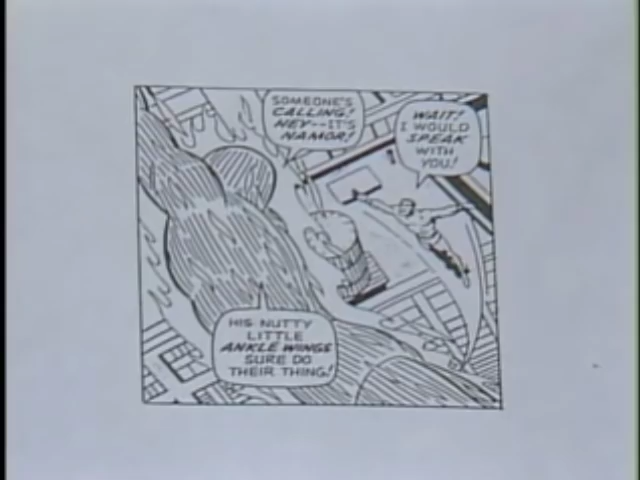 SOMEONE'S
CALLING!
HEY--IT'S
NAMOR!
WAIT!
I WOULD
SPEAK
WITH
YOU!
HIS NUTTY
LITTLE
ANKLE WINGS
SURE DO
THEIR THING!